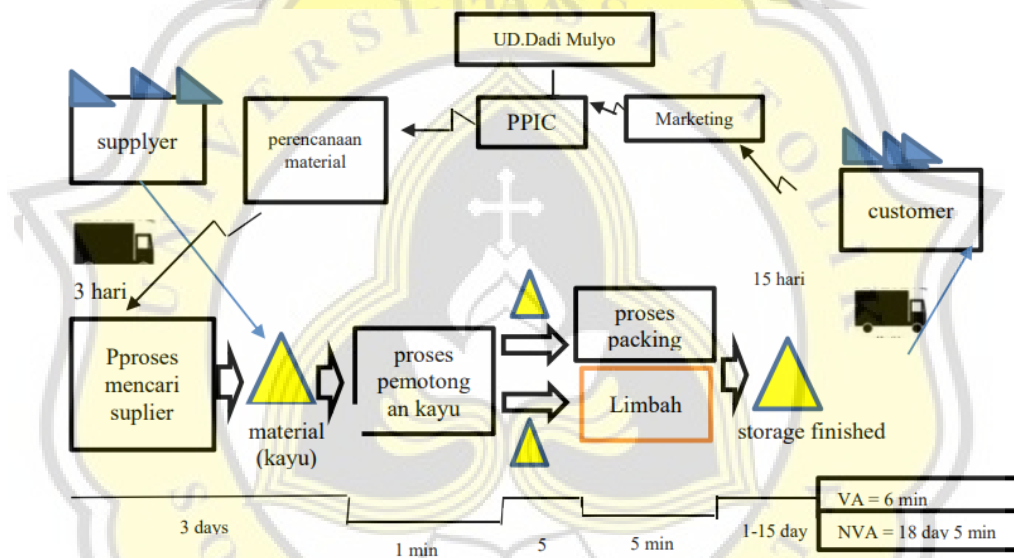 UNIVERSITAS KATOLIK
UD.Dadi Mulyo
supplyer
perencanaan
material
PPIC
Marketing
customer
3 hari
15 hari
Pproses
mencari
suplier
material
(kayu)
proses
pemotong
an kayu
proses
packing
Limbah
storage finished
3 days
1 min
5
5 min
1-15 day
VA = 6 min
NVA = 18 day 5 min